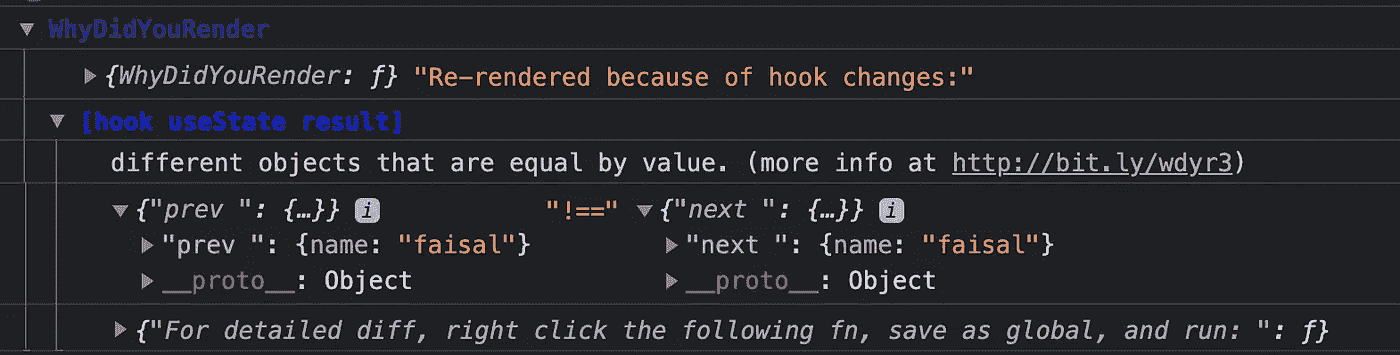 WhyDidYouRender
{WhyDidYouRender: ƒ} "Re-rendered because of hook changes:"
[hook useState result]
different objects that are equal by value. (more info at http://bit.ly/wdyr3)
{"prev ": {…}} i "!==" {"next ": {…}} i
"prev ": {name: "faisal"} "next ": {name: "faisal"}
__proto__: Object __proto__: Object
{"For detailed diff, right click the following fn, save as global, and run: ": ƒ}